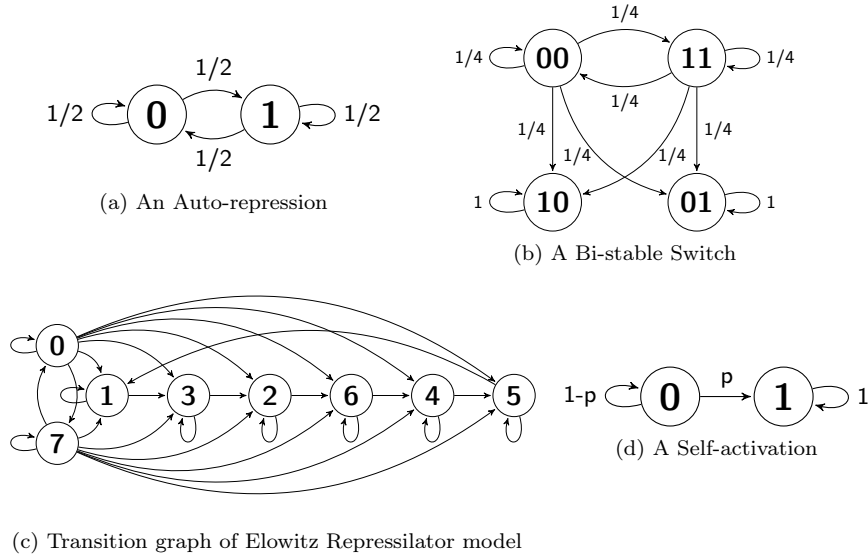 1/4 00 1/4 11 1/4
1/4
1/2 0 1/2 1 1/2
1/2
1/4 1/4 1/4 1/4
(a) An Auto-repression
1 10 01 1
(b) A Bi-stable Switch
0
1 3 2 6 4 5
7
1-p 0 p 1 1
(d) A Self-activation
(c) Transition graph of Elowitz Repressilator model